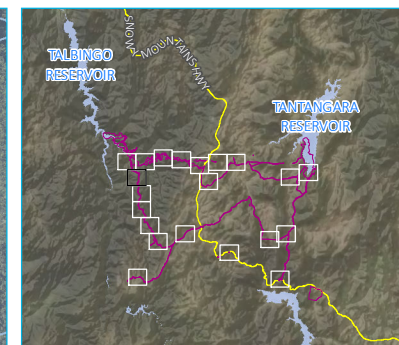 SNOWY MOUNTAINS HWY
TALBINGO
RESERVOIR
TANTANGARA
RESERVOIR